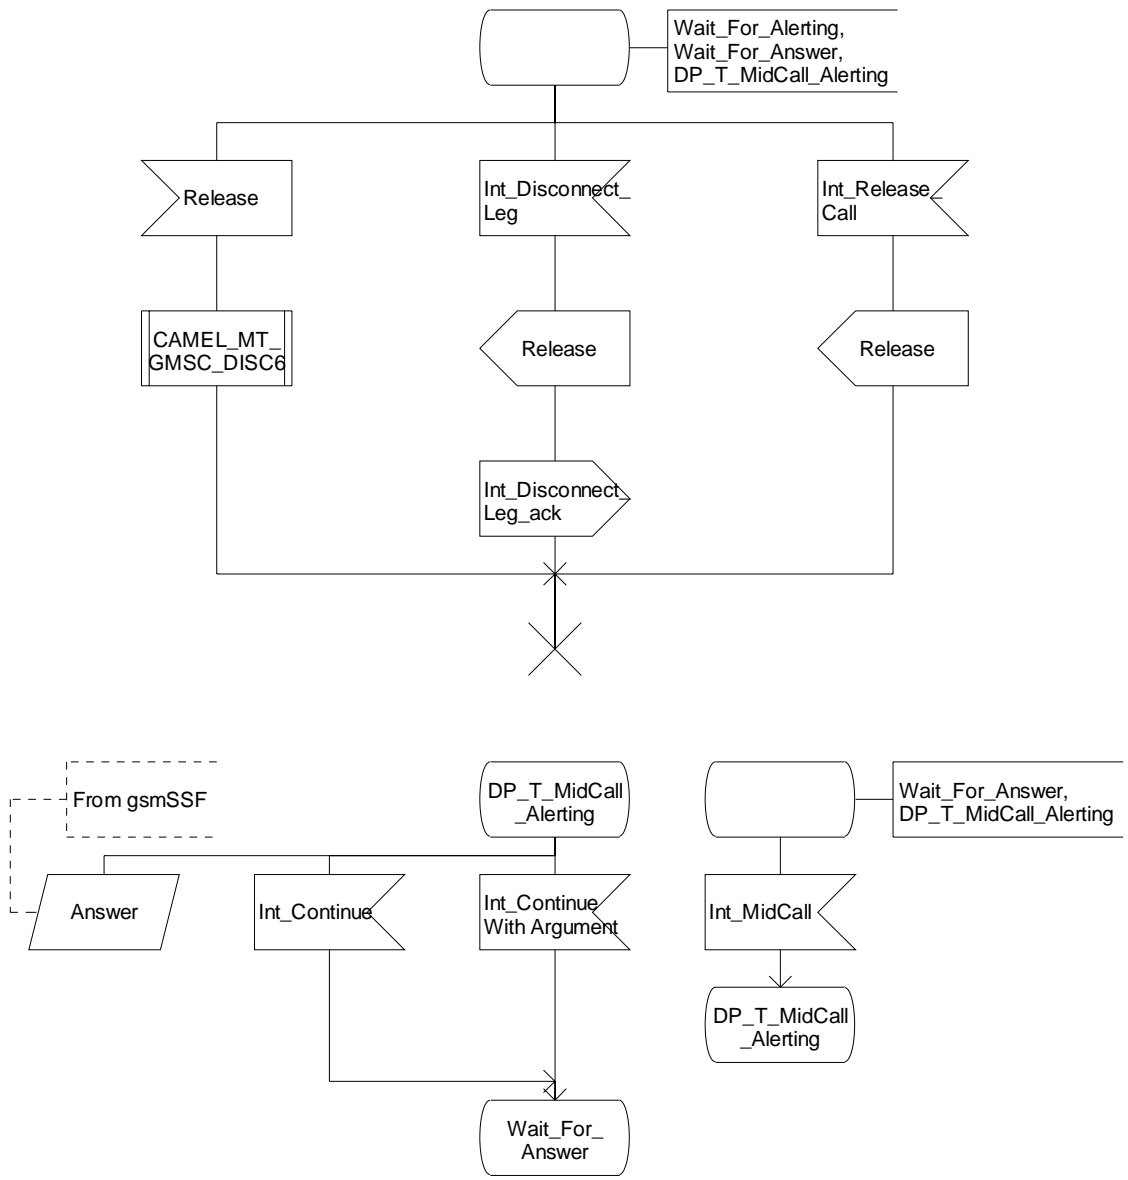 Wait_For_Alerting,
Wait_For_Answer,
DP_T_MidCall_Alerting
Release
Int_Disconnect_
Leg
Int_Release_
Call
CAMEL_MT_
GMSC_DISC6
Release
Release
Int_Disconnect_
Leg_ack
From gsmSSF
DP_T_MidCall
_Alerting
Wait_For_Answer,
DP_T_MidCall_Alerting
Answer
Int_Continue
Int_Continue_
With Argument
Int_MidCall
DP_T_MidCall
_Alerting
Wait_For_
Answer